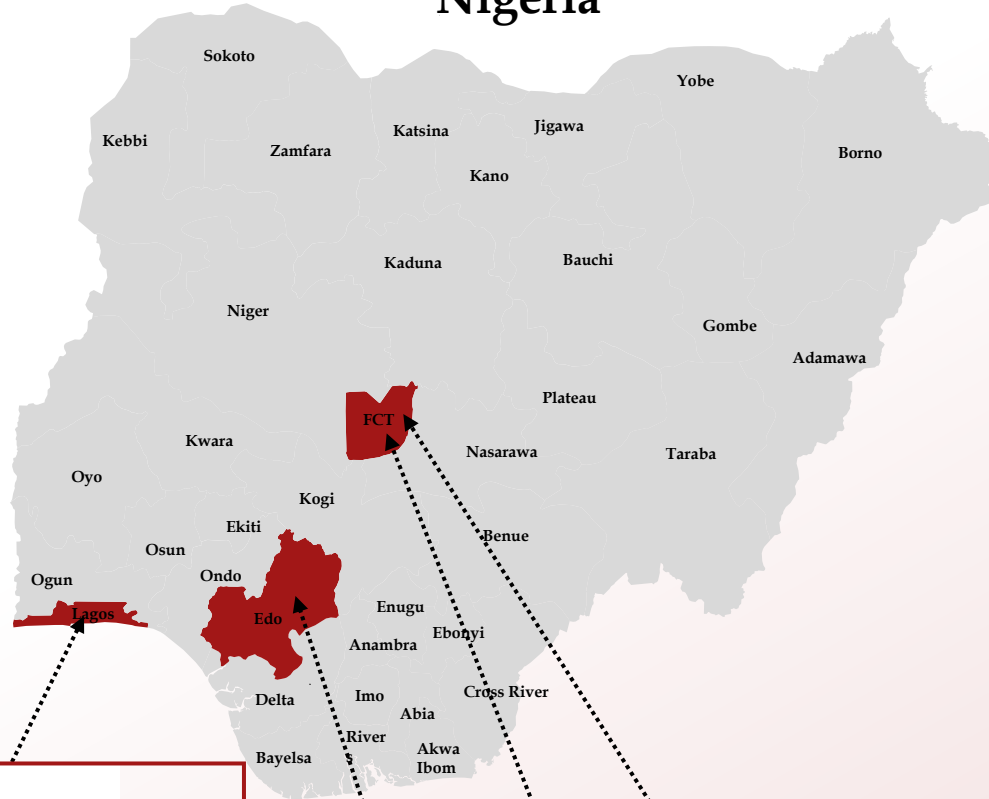 Nigeria
Sokoto
Yobe
Kebbi
Katsina
Jigawa
Zamfara
Borno
Kano
Kaduna
Bauchi
Niger
Gombe
Adamawa
Plateau
FCT
Kwara
Nasarawa
Taraba
Oyo
Kogi
Ekiti
Benue
Osun
Ondo
Ogun
Enugu
Lagos
Edo
Ebonyi
Anambra
Cross River
Delta
Imo
Abia
River
s
Bayelsa
Akwa
Ibom